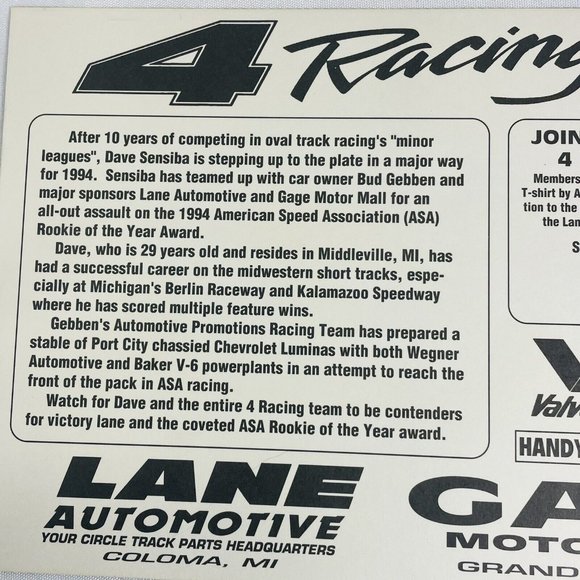 4 Racing
After 10 years of competing in oval track racing's "minor
leagues", Dave Sensiba is stepping up to the plate in a major way
for 1994. Sensiba has teamed up with car owner Bud Gebben and
major sponsors Lane Automotive and Gage Motor Mall for an
all-out assault on the 1994 American Speed Association (ASA)
Rookie of the Year Award.
Dave, who is 29 years old and resides in Middleville, MI, has
had a successful career on the midwestern short tracks, espe-
cially at Michigan's Berlin Raceway and Kalamazoo Speedway
where he has scored multiple feature wins.
Gebben's Automotive Promotions Racing Team has prepared a
stable of Port City chassied Chevrolet Luminas with both Wegner
Automotive and Baker V-6 powerplants in an attempt to reach the
front of the pack in ASA racing.
Watch for Dave and the entire 4 Racing team to be contenders
for victory lane and the coveted ASA Rookie of the Year award.
JOIN
4
Members
T-shirt by A
tion to the
the Lan
S
V
Valv
HANDY
LANE
AUTOMOTIVE
YOUR CIRCLE TRACK PARTS HEADQUARTERS
COLOMA, MI
GA
MOTO
GRAND